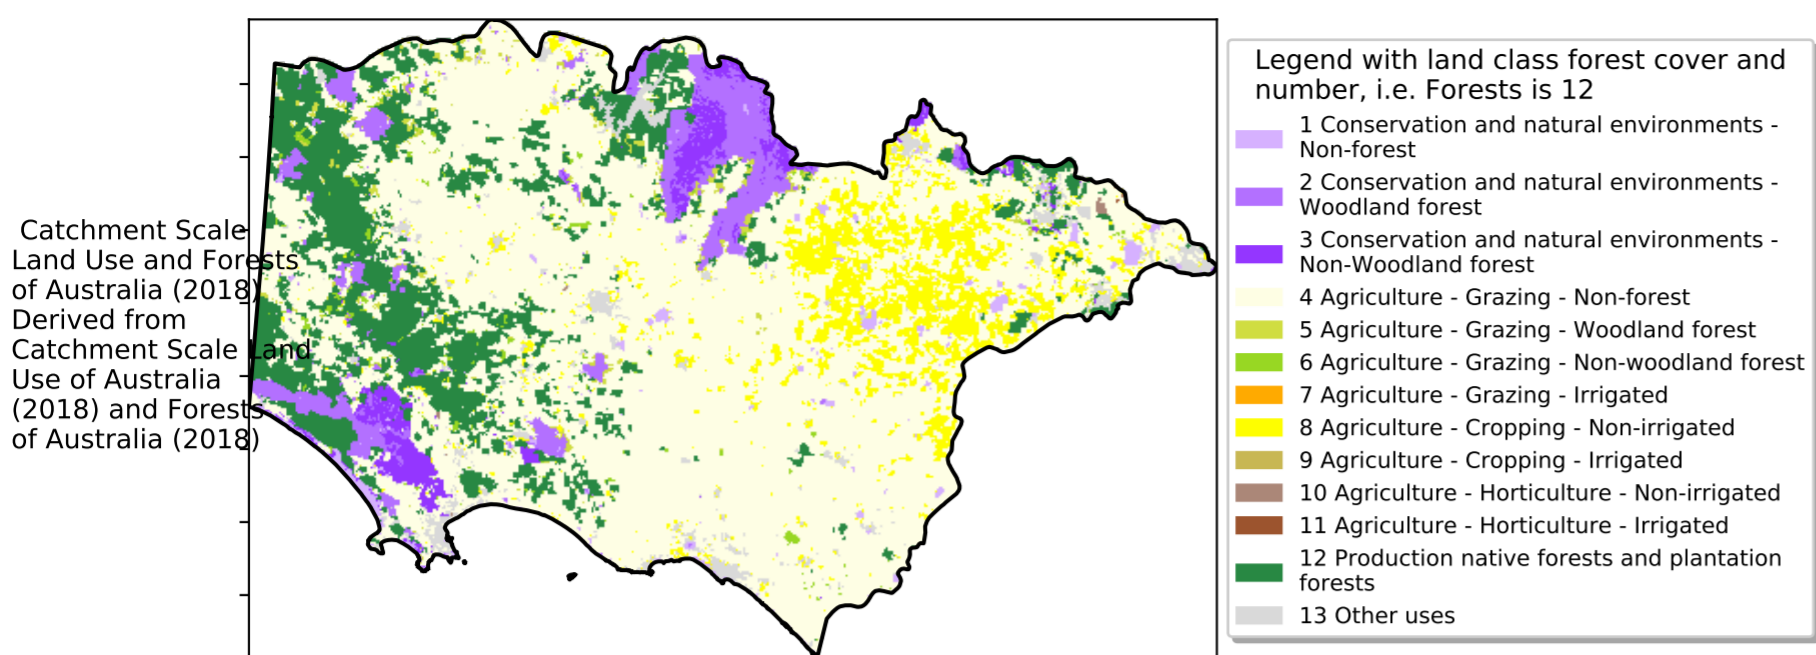 Catchment Scale
Land Use and Forests
of Australia (2018)
Derived from
Catchment Scale Land
Use of Australia
(2018) and Forests
of Australia (2018)
Legend with land class forest cover and
number, i.e. Forests is 12
1 Conservation and natural environments -
Non-forest
2 Conservation and natural environments -
Woodland forest
3 Conservation and natural environments -
Non-Woodland forest
4 Agriculture - Grazing - Non-forest
5 Agriculture - Grazing - Woodland forest
6 Agriculture - Grazing - Non-woodland forest
7 Agriculture - Grazing - Irrigated
8 Agriculture - Cropping - Non-irrigated
9 Agriculture - Cropping - Irrigated
10 Agriculture - Horticulture - Non-irrigated
11 Agriculture - Horticulture - Irrigated
12 Production native forests and plantation
forests
13 Other uses